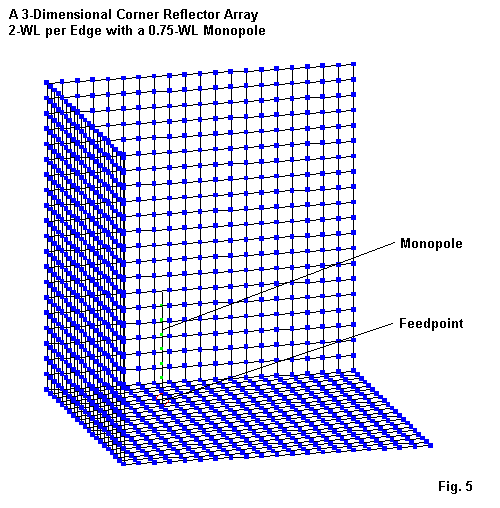 A 3-Dimensional Corner Reflector Array
2-WL per Edge with a 0.75-WL Monopole
Monopole
Feedpoint
Fig. 5